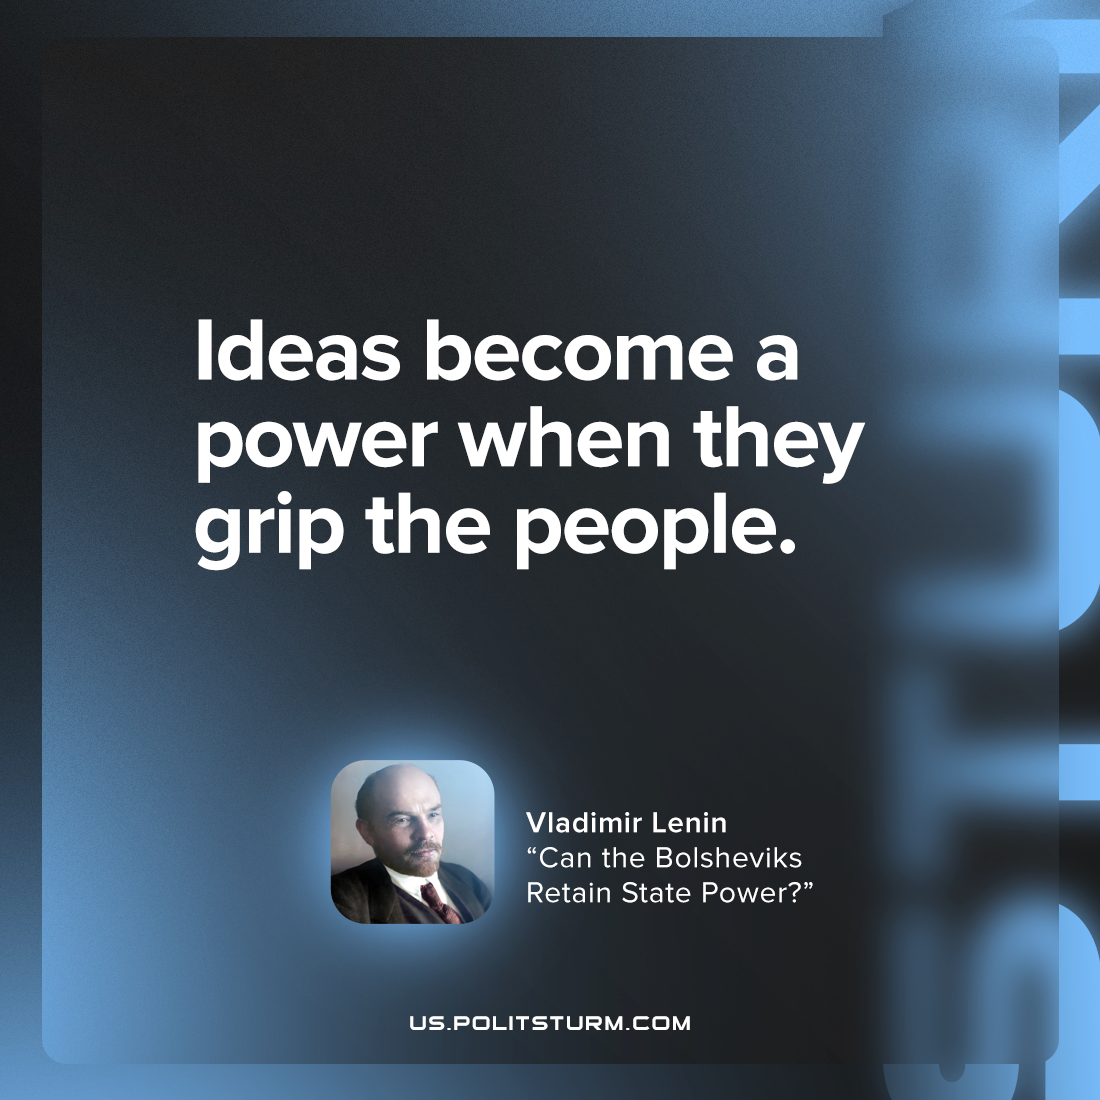 Ideas become a
power when they
grip the people.
Vladimir Lenin
“Can the Bolsheviks
Retain State Power?”
US.POLITSTURM.COM
STURM